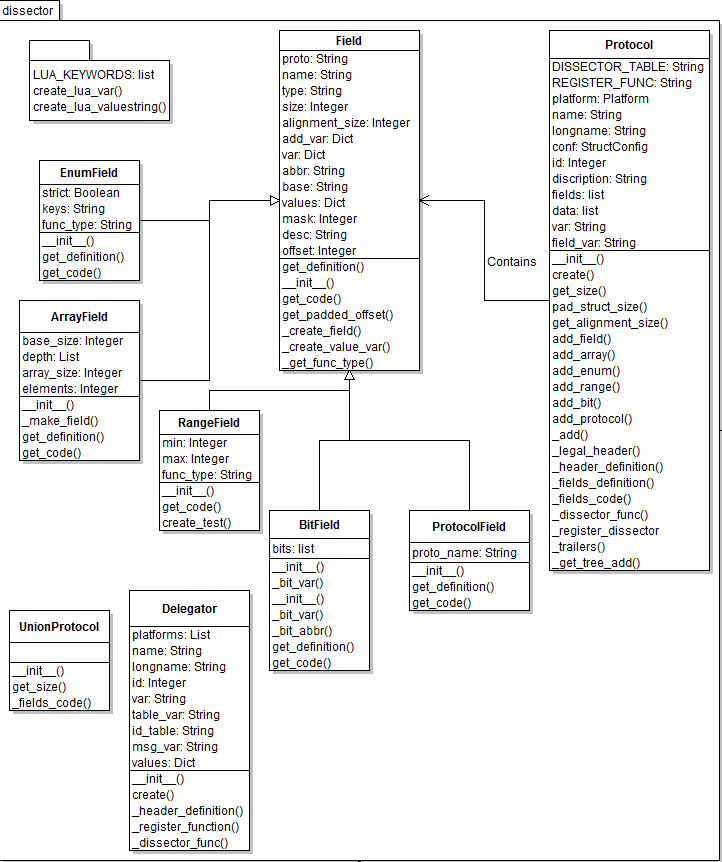 dissector
LUA_KEYWORDS: list
create_lua_var()
create_lua_valuestring()
Field
proto: String
name: String
type: String
size: Integer
alignment_size: Integer
add_var: Dict
var: Dict
abbr: String
base: String
values: Dict
mask: Integer
desc: String
offset: Integer
get_definition()
__init__()
get_code()
get_padded_offset()
_create_field()
_create_value_var()
_get_func_type()
Protocol
DISSECTOR_TABLE: String
REGISTER_FUNC: String
platform: Platform
name: String
longname: String
conf: StructConfig
id: Integer
discription: String
fields: list
data: list
var: String
field_var: String
__init__()
create()
get_size()
pad_struct_size()
get_alignment_size()
add_field()
add_array()
add_enum()
add_range()
add_bit()
add_protocol()
_add()
_legal_header()
_header_definition()
_fields_definition()
_fields_code()
_dissector_func()
_register_dissector
_trailers()
_get_tree_add()
Contains
EnumField
strict: Boolean
keys: String
func_type: String
__init__()
get_definition()
get_code()
ArrayField
base_size: Integer
depth: List
array_size: Integer
elements: Integer
__init__()
_make_field()
get_definition()
get_code()
RangeField
min: Integer
max: Integer
func_type: String
__init__()
get_code()
create_test()
BitField
bits: list
__init__()
_bit_var()
__init__()
_bit_var()
_bit_abbr()
get_definition()
get_code()
ProtocolField
proto_name: String
__init__()
get_definition()
get_code()
UnionProtocol
__init__()
get_size()
_fields_code()
Delegator
platforms: List
name: String
longname: String
id: Integer
var: String
table_var: String
id_table: String
msg_var: String
values: Dict
__init__()
create()
_header_definition()
_register_function()
_dissector_func()